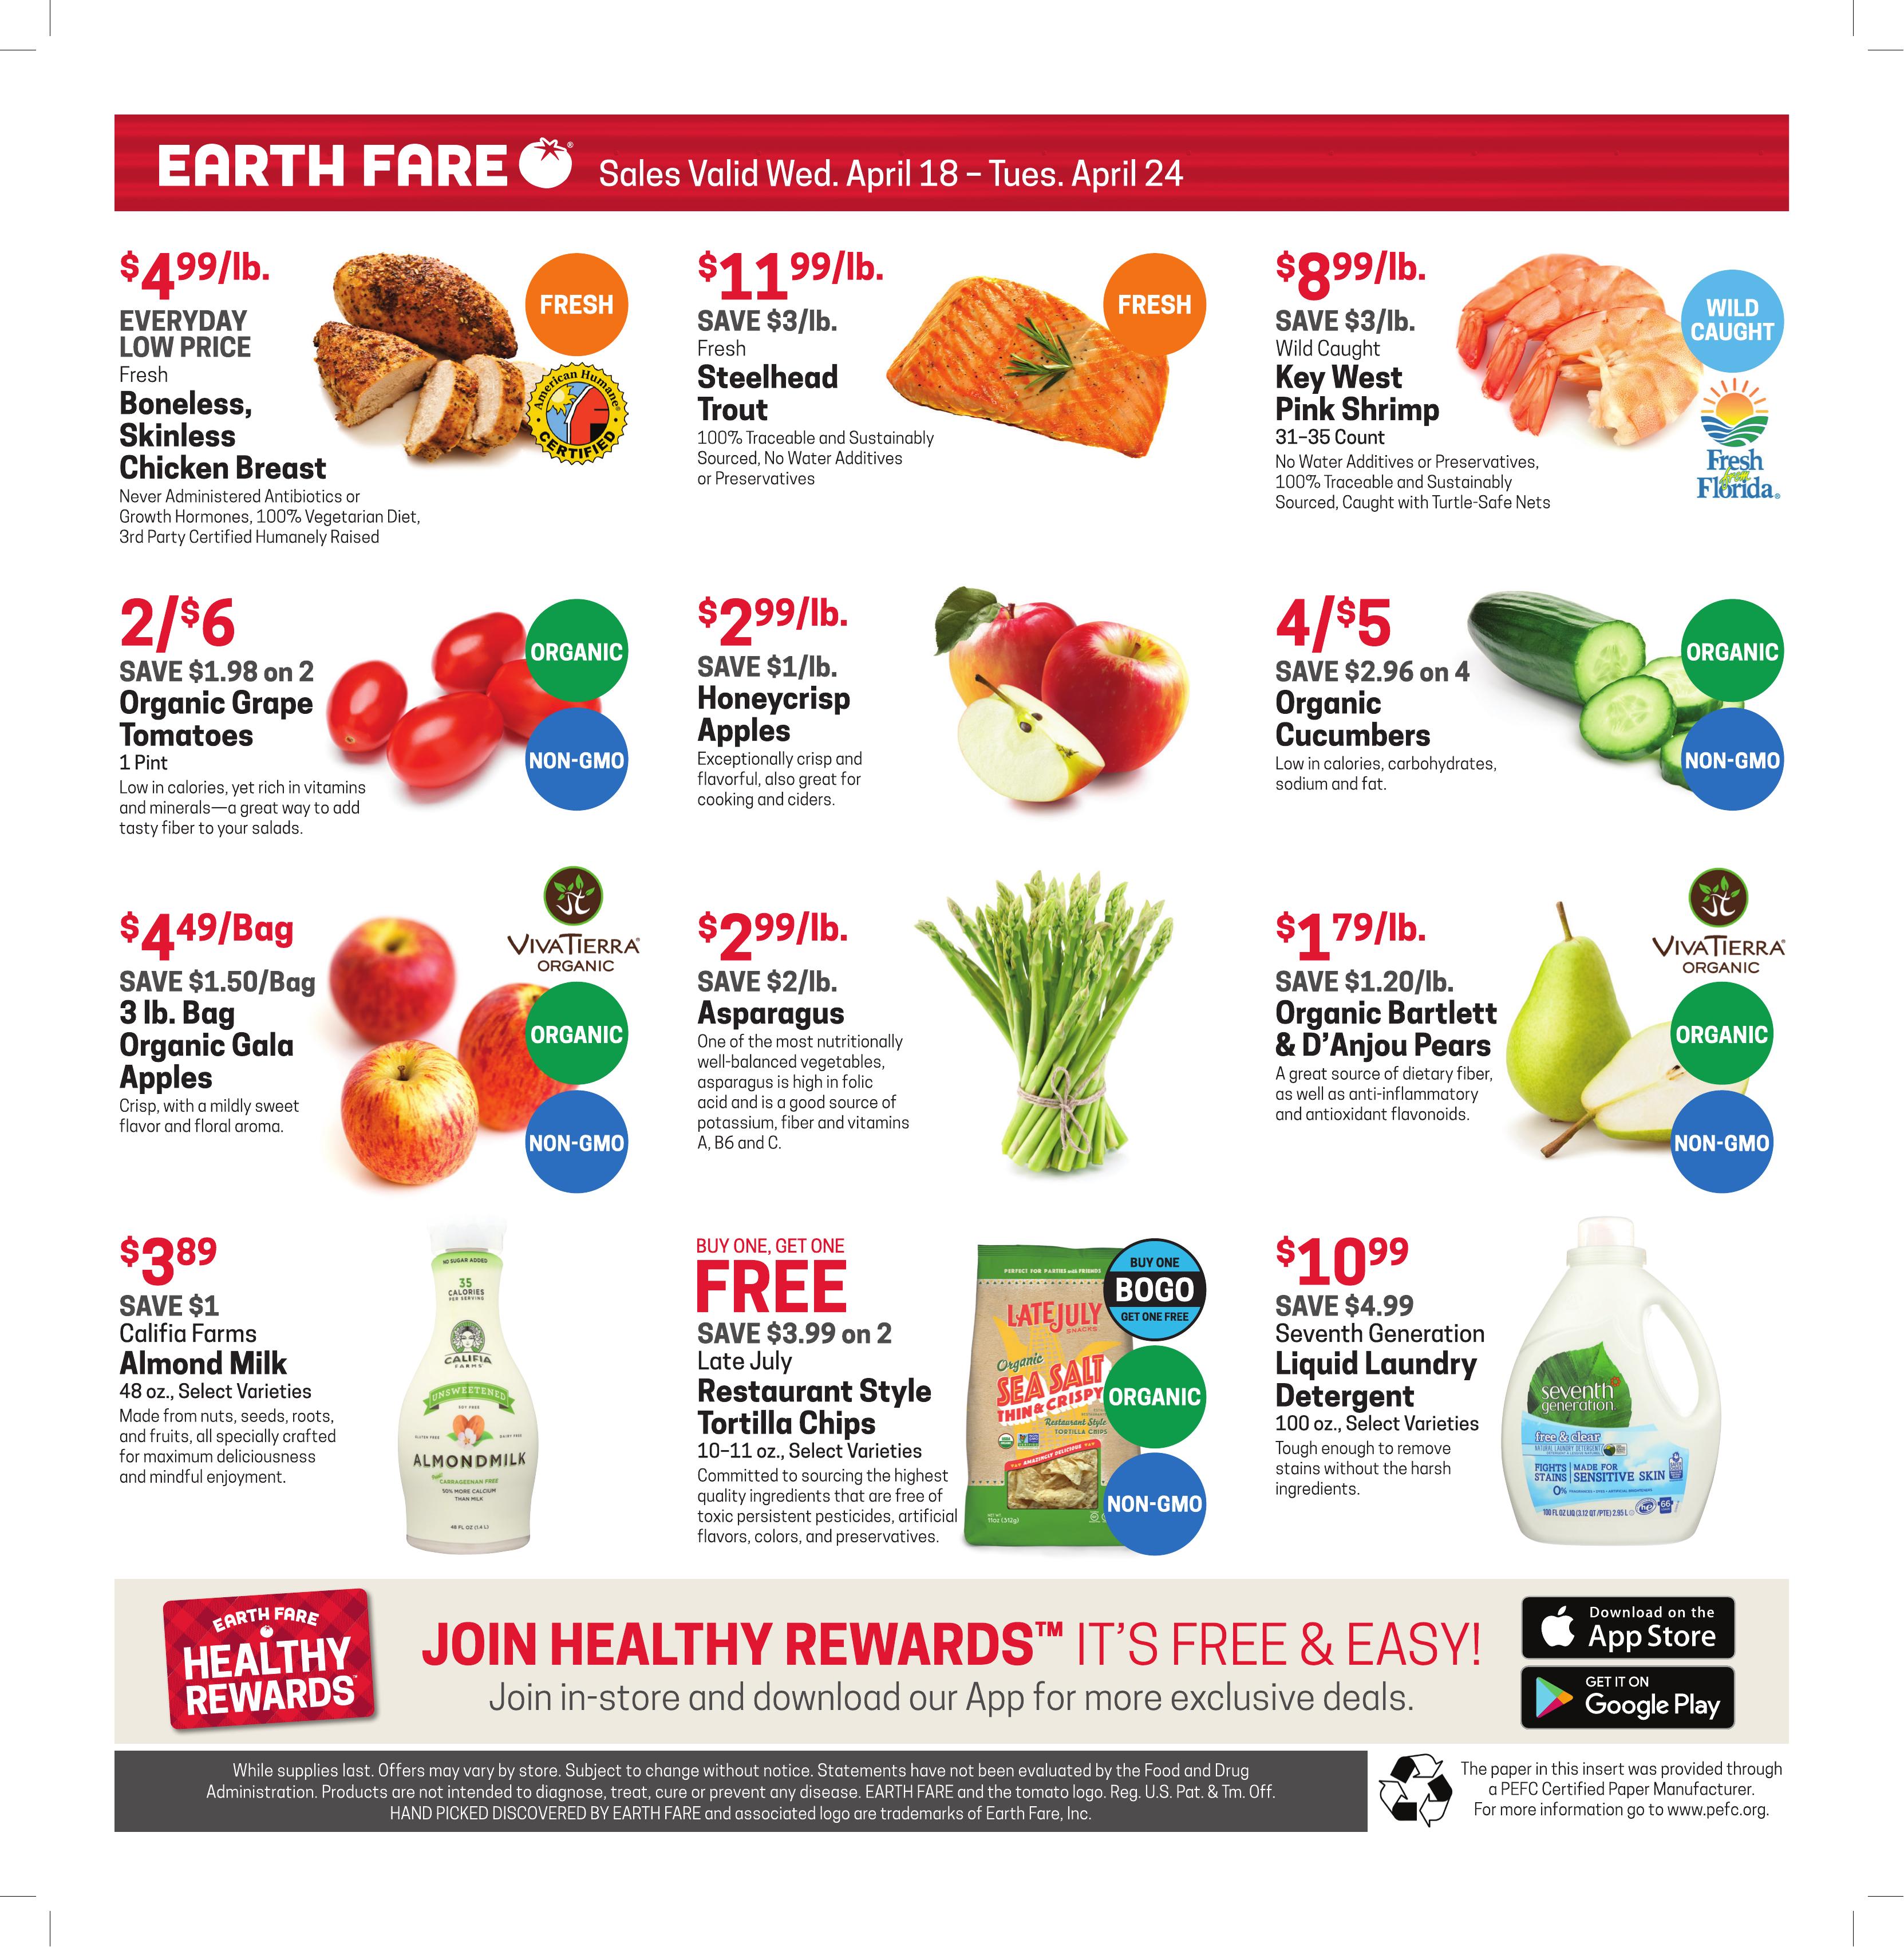 EARTH FARE ® Sales Valid Wed. April 18 – Tues. April 24
$4 99/lb.
EVERYDAY
LOW PRICE
Fresh
Boneless,
Skinless
Chicken Breast
Never Administered Antibiotics or
Growth Hormones, 100% Vegetarian Diet,
3rd Party Certified Humanely Raised
FRESH
American Humane®
CERTIFIED
$11 99/lb.
SAVE $3/lb.
Fresh
Steelhead
Trout
100% Traceable and Sustainably
Sourced, No Water Additives
or Preservatives
FRESH
$8 99/lb.
SAVE $3/lb.
Wild Caught
Key West
Pink Shrimp
31–35 Count
No Water Additives or Preservatives,
100% Traceable and Sustainably
Sourced, Caught with Turtle-Safe Nets
WILD
CAUGHT
Fresh
from
Florida®
2/$6
SAVE $1.98 on 2
Organic Grape
Tomatoes
1 Pint
Low in calories, yet rich in vitamins
and minerals—a great way to add
tasty fiber to your salads.
ORGANIC
NON-GMO
$2 99/lb.
SAVE $1/lb.
Honeycrisp
Apples
Exceptionally crisp and
flavorful, also great for
cooking and ciders.
4/$5
SAVE $2.96 on 4
Organic
Cucumbers
Low in calories, carbohydrates,
sodium and fat.
ORGANIC
NON-GMO
$4 49/Bag
SAVE $1.50/Bag
3 lb. Bag
Organic Gala
Apples
Crisp, with a mildly sweet
flavor and floral aroma.
VIVATIERRA®
ORGANIC
ORGANIC
NON-GMO
$2 99/lb.
SAVE $2/lb.
Asparagus
One of the most nutritionally
well-balanced vegetables,
asparagus is high in folic
acid and is a good source of
potassium, fiber and vitamins
A, B6 and C.
$1 79/lb.
SAVE $1.20/lb.
Organic Bartlett
& D'Anjou Pears
A great source of dietary fiber,
as well as anti-inflammatory
and antioxidant flavonoids.
VIVATIERRA®
ORGANIC
ORGANIC
NON-GMO
$3 89
SAVE $1
Califia Farms
Almond Milk
48 oz., Select Varieties
Made from nuts, seeds, roots,
and fruits, all specially crafted
for maximum deliciousness
and mindful enjoyment.
NO SUGAR ADDED
35
CALORIES
PER SERVING
CALIFIA
FARMS
UNSWEETENED
SOY FREE
GLUTEN FREE
DAIRY FREE
ALMONDMILK
CARRAGEENAN FREE
50% MORE CALCIUM
THAN MILK
48 FL OZ (1.4 L)
BUY ONE, GET ONE
FREE
SAVE $3.99 on 2
Late July
Restaurant Style
Tortilla Chips
10–11 oz., Select Varieties
Committed to sourcing the highest
quality ingredients that are free of
toxic persistent pesticides, artificial
flavors, colors, and preservatives.
PERFECT FOR PARTIES with FRIENDS
LATE JULY
SNACKS
Organic
SEA SALT
THIN & CRISPY
Restaurant Style
TORTILLA CHIPS
AMAZINGLY DELICIOUS
NET WT
11oz (312g)
BUY ONE
BOGO
GET ONE FREE
ORGANIC
NON-GMO
$10 99
SAVE $4.99
Seventh Generation
Liquid Laundry
Detergent
100 oz., Select Varieties
Tough enough to remove
stains without the harsh
ingredients.
seventh
generation.
free & clear
NATURAL LAUNDRY DETERGENT
FIGHTS STAINS
MADE FOR SENSITIVE SKIN
0%
he
66
100 FL OZ LIQ (3.12 QT /PTE) 2.95 L
EARTH FARE
HEALTHY
REWARDS™
JOIN HEALTHY REWARDS™ IT'S FREE & EASY!
Join in-store and download our App for more exclusive deals.
Download on the
App Store
GET IT ON
Google Play
While supplies last. Offers may vary by store. Subject to change without notice. Statements have not been evaluated by the Food and Drug
Administration. Products are not intended to diagnose, treat, cure or prevent any disease. EARTH FARE and the tomato logo. Reg. U.S. Pat. & Tm. Off.
HAND PICKED DISCOVERED BY EARTH FARE and associated logo are trademarks of Earth Fare, Inc.
The paper in this insert was provided through
a PEFC Certified Paper Manufacturer.
For more information go to www.pefc.org.